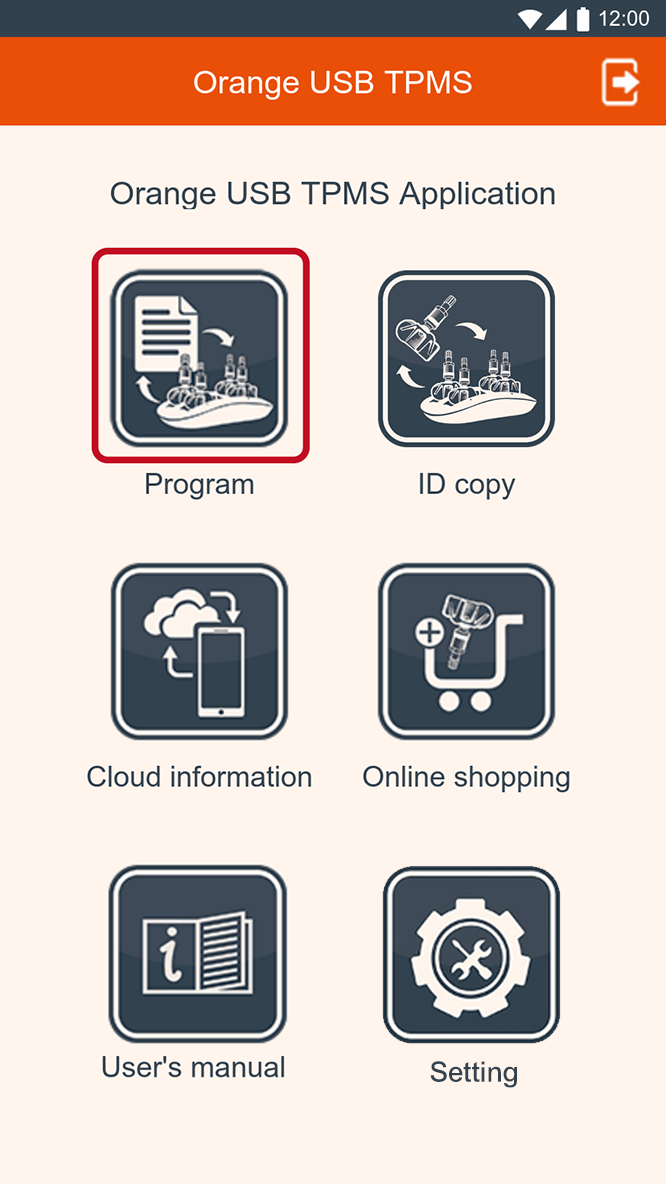 12:00
Orange USB TPMS
Orange USB TPMS Application
Program
ID copy
Cloud information
Online shopping
i
User's manual
Setting